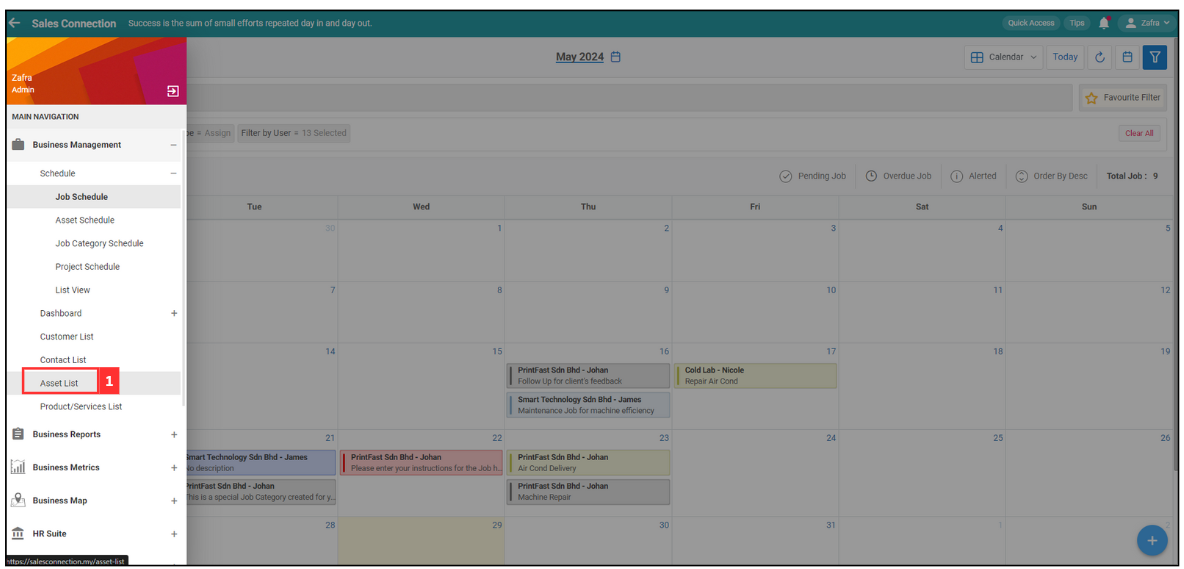 Sales Connection Success is the sum of small efforts repeated day in and day out. Quick Access Tips Zafra
May 2024 Calendar Today
Zafra
Admin
Favourite Filter
MAIN NAVIGATION
= Assign Filter by User = 13 Selected Clear All
Business Management
Schedule Pending Job Overdue Job Alerted Order By Desc Total Job : 9
Job Schedule
Tue Wed Thu Fri Sat Sun
Asset Schedule
30 1 2 3 4 5
Job Category Schedule
Project Schedule
List View
7 8 9 10 11 12
Dashboard
Customer List
Contact List
14 15 16 17 18 19
PrintFast Sdn Bhd - Johan Cold Lab - Nicole
Asset List 1
Follow Up for client's feedback Repair Air Cond
Smart Technology Sdn Bhd - James
Product/Services List
Maintenance Job for machine efficiency
Business Reports
21 22 23 24 25 26
Smart Technology Sdn Bhd - James PrintFast Sdn Bhd - Johan PrintFast Sdn Bhd - Johan
Business Metrics
No description Please enter your instructions for the Job h... Air Cond Delivery
PrintFast Sdn Bhd - Johan PrintFast Sdn Bhd - Johan
This is a special Job Category created for y... Machine Repair
Business Map
28 29 30 31 1 2
HR Suite
https://salesconnection.my/asset-list